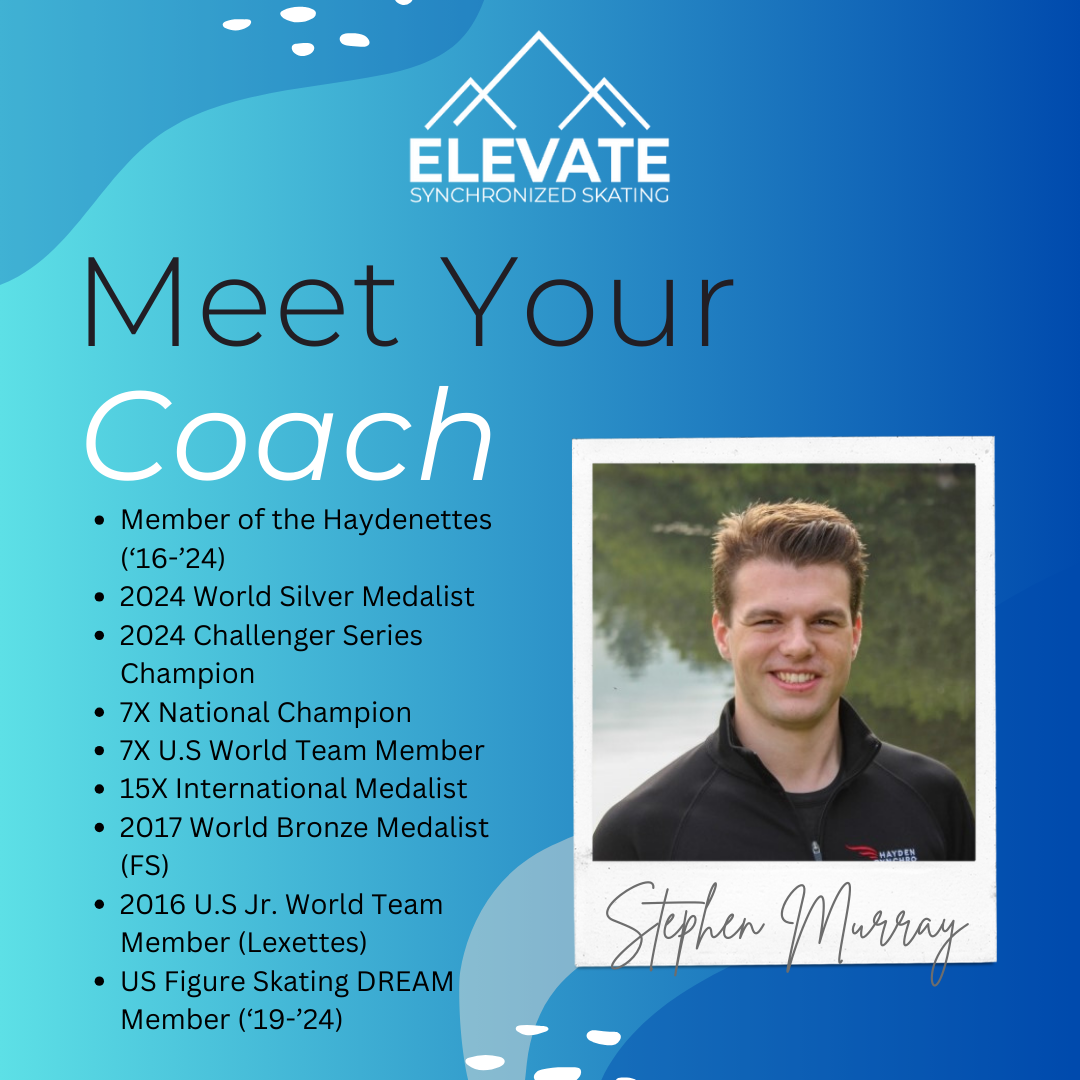 ELEVATE
SYNCHRONIZED SKATING
Meet Your
Coach
• Member of the Haydenettes
(‘16-’24)
• 2024 World Silver Medalist
• 2024 Challenger Series
Champion
• 7X National Champion
• 7X U.S World Team Member
• 15X International Medalist
• 2017 World Bronze Medalist
(FS)
• 2016 U.S Jr. World Team
Member (Lexettes)
• US Figure Skating DREAM
Member (‘19-’24)
HAYDEN
SYNCHRO
Stephen Murray